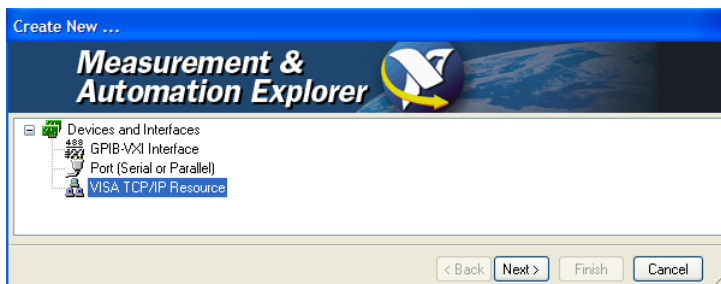 Create New ...
Measurement &
Automation Explorer
Devices and Interfaces
488 GPIB-VXI Interface
Port (Serial or Parallel)
VISA TCP/IP Resource
< Back Next > Finish Cancel